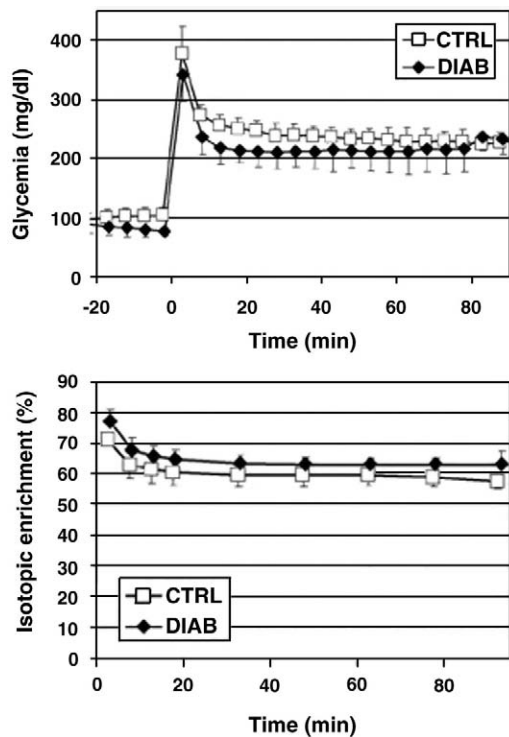 400
300
200
100
0
Glycemia (mg/dl)
CTRL
DIAB
-20 0 20 40 60 80
Time (min)
90
80
70
60
50
40
30
20
10
0
Isotopic enrichment (%)
CTRL
DIAB
0 20 40 60 80
Time (min)